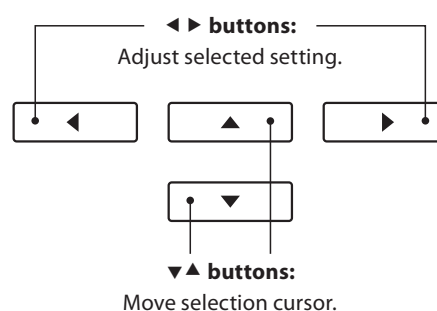 ◀ ▶ buttons:
Adjust selected setting.
◀
▲
▶
▼
▼▲ buttons:
Move selection cursor.